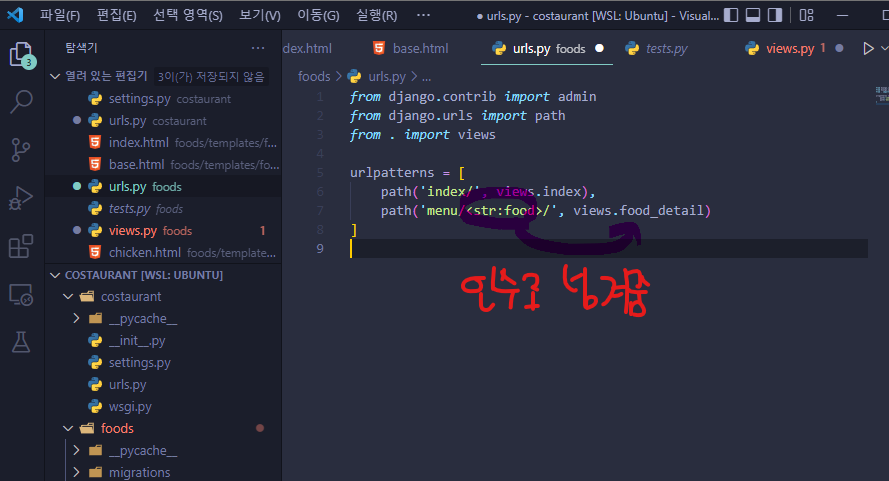 파일(F) 편집(E) 선택 영역(S) 보기(V) 이동(G) 실행(R) ··· ● urls.py - costaurant [WSL: Ubuntu] - Visual...
탐색기 ···
dex.html base.html urls.py foods ● tests.py views.py 1 ●
3
열려 있는 편집기 3이(가) 저장되지 않음
settings.py costaurant
urls.py costaurant
index.html foods/templates/f...
base.html foods/templates/fo...
urls.py foods
tests.py foods
views.py foods 1
chicken.html foods/template...
COSTAURANT [WSL: UBUNTU]
costaurant
__pycache__
__init__.py
settings.py
urls.py
wsgi.py
foods
__pycache__
migrations
foods > urls.py > ...
1 from django.contrib import admin
2 from django.urls import path
3 from . import views
4
5 urlpatterns = [
6 path('index/', views.index),
7 path('menu/<str:food>/', views.food_detail)
8 ]
9
인수로 넘겨줌